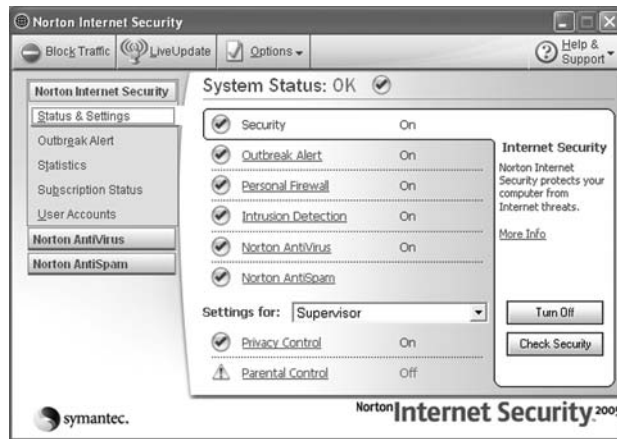 Norton Internet Security
Block Traffic LiveUpdate Options Help & Support
Norton Internet Security
Status & Settings
Outbreak Alert
Statistics
Subscription Status
User Accounts
Norton AntiVirus
Norton AntiSpam
System Status: OK
Security On
Outbreak Alert On
Personal Firewall On
Intrusion Detection On
Norton AntiVirus On
Norton AntiSpam
Settings for: Supervisor
Privacy Control On
Parental Control Off
Internet Security
Norton Internet
Security protects your
computer from
Internet threats.
More Info
Turn Off
Check Security
symantec.
Norton Internet Security 2005